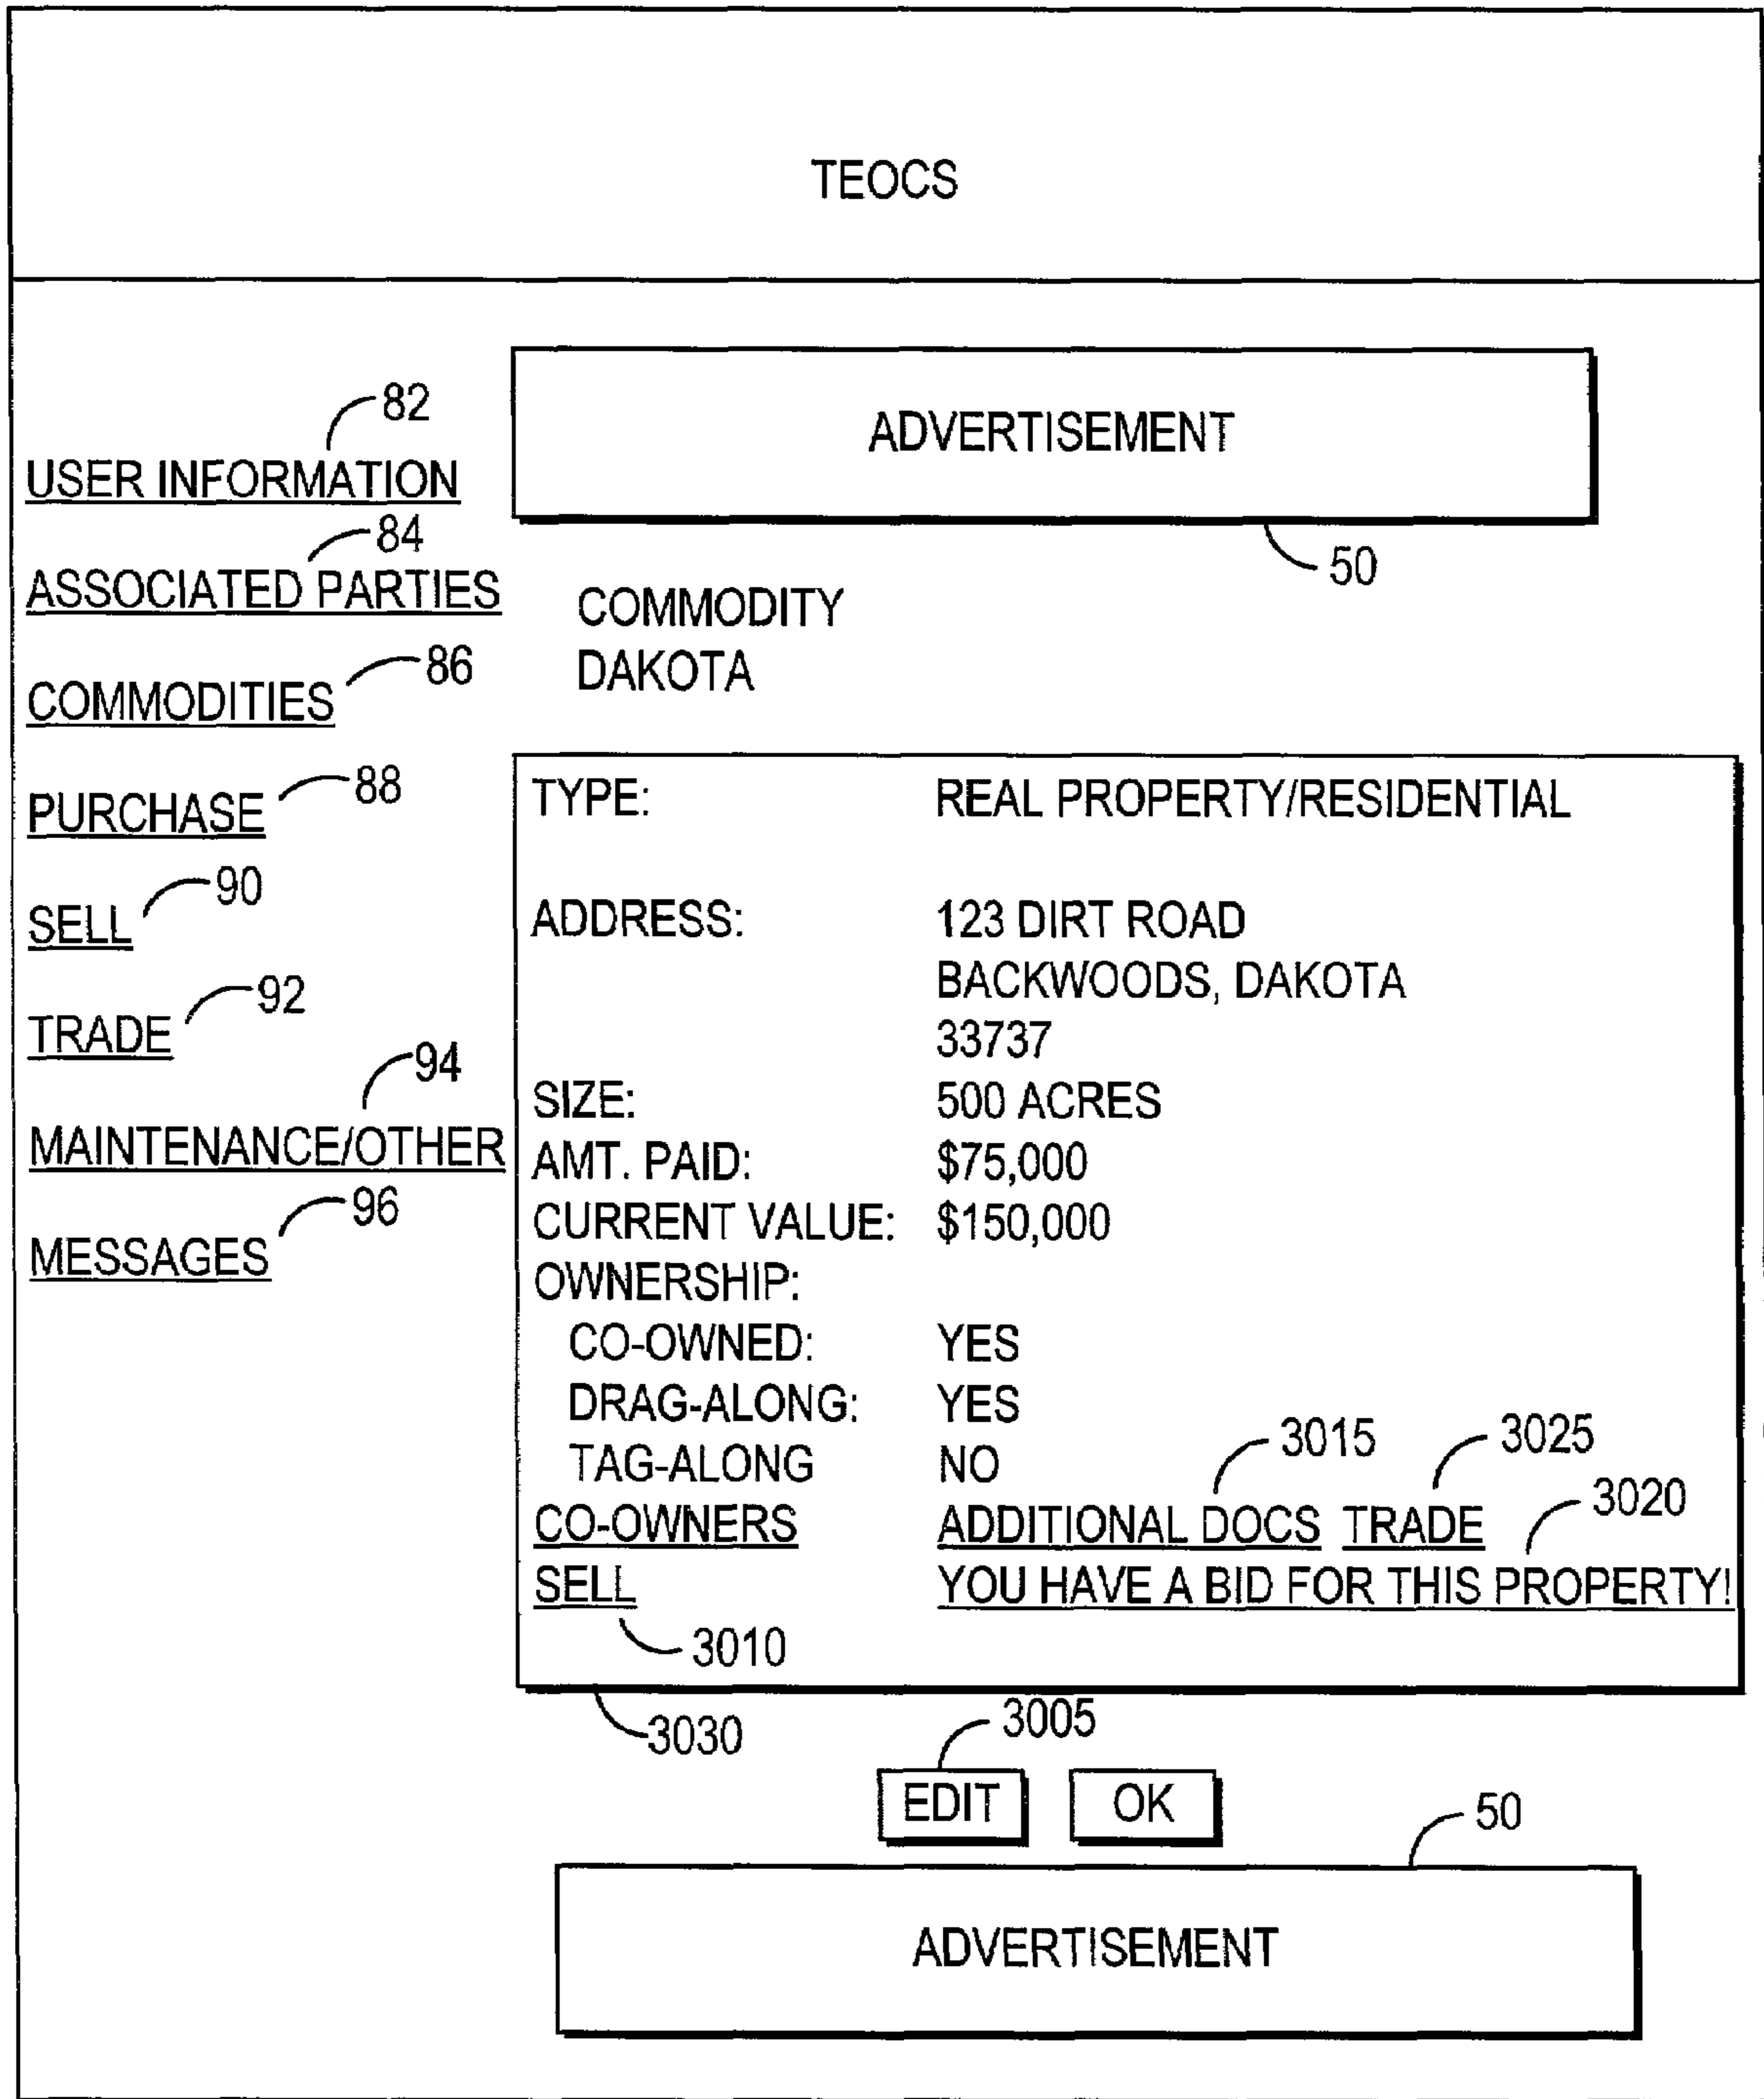 TEOCS
ADVERTISEMENT
50
82
USER INFORMATION
84
ASSOCIATED PARTIES
86
COMMODITIES
88
PURCHASE
90
SELL
92
TRADE
94
MAINTENANCE/OTHER
96
MESSAGES
COMMODITY
DAKOTA
TYPE: REAL PROPERTY/RESIDENTIAL
ADDRESS: 123 DIRT ROAD
BACKWOODS, DAKOTA
33737
SIZE: 500 ACRES
AMT. PAID: $75,000
CURRENT VALUE: $150,000
OWNERSHIP:
CO-OWNED: YES
DRAG-ALONG: YES
TAG-ALONG NO
3015 3025
3020
CO-OWNERS ADDITIONAL DOCS TRADE
SELL YOU HAVE A BID FOR THIS PROPERTY!
3010
3030
3005
EDIT OK
50
ADVERTISEMENT